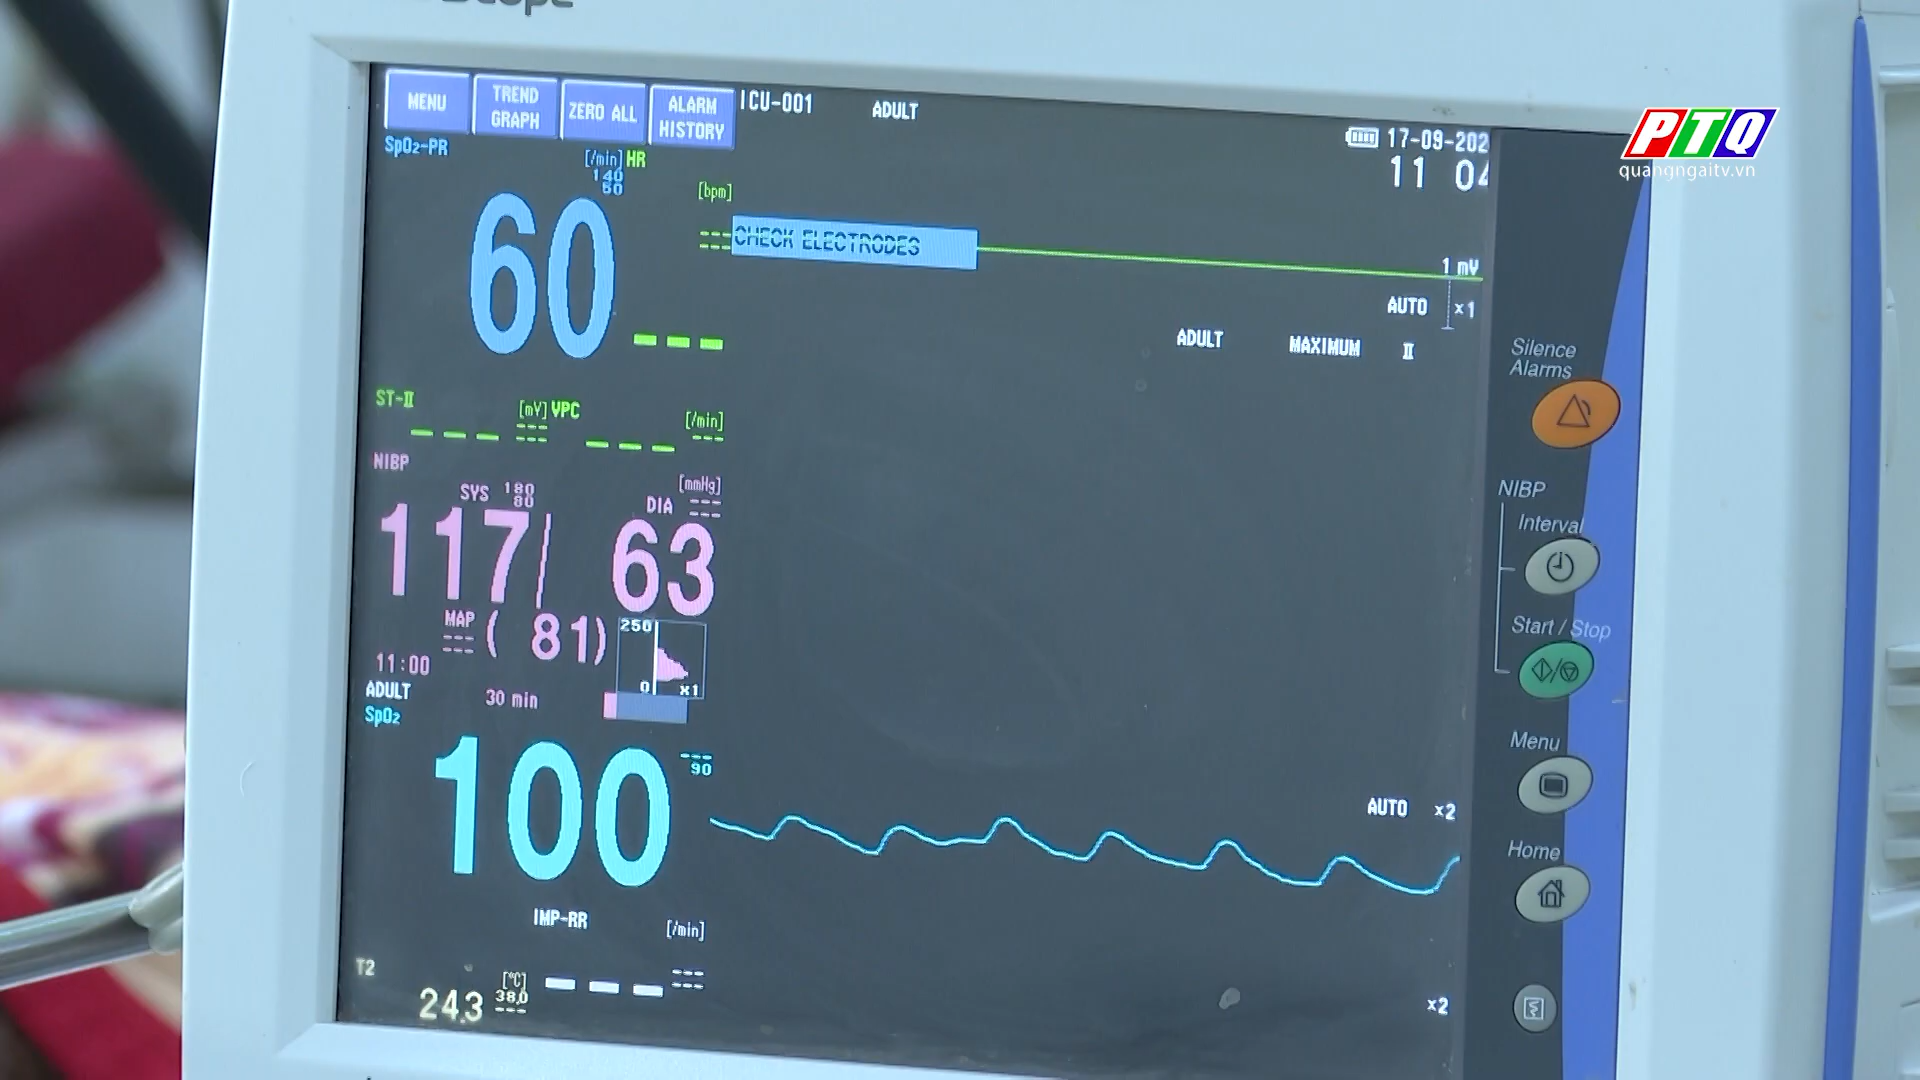 MENU
TREND GRAPH
ZERO ALL
ALARM HISTORY
ICU-001
ADULT
17-09-202
11 04
PTQ
quangngaitv.vn
SpO2-PR
[/min]
140
50
60
HR
[bpm]
---
CHECK ELECTRODES
1 mV
AUTO
x1
ADULT
MAXIMUM
II
ST-II
[mV]
VPC
[/min]
NIBP
SYS
180
80
DIA
[mmHg]
117/ 63
MAP
( 81)
250
0
x1
11:00
ADULT
30 min
SpO2
100
90
AUTO
x2
IMP-RR
[/min]
---
T2
24.3
[°C]
38.0
x2
Silence Alarms
NIBP
Interval
Start / Stop
Menu
Home